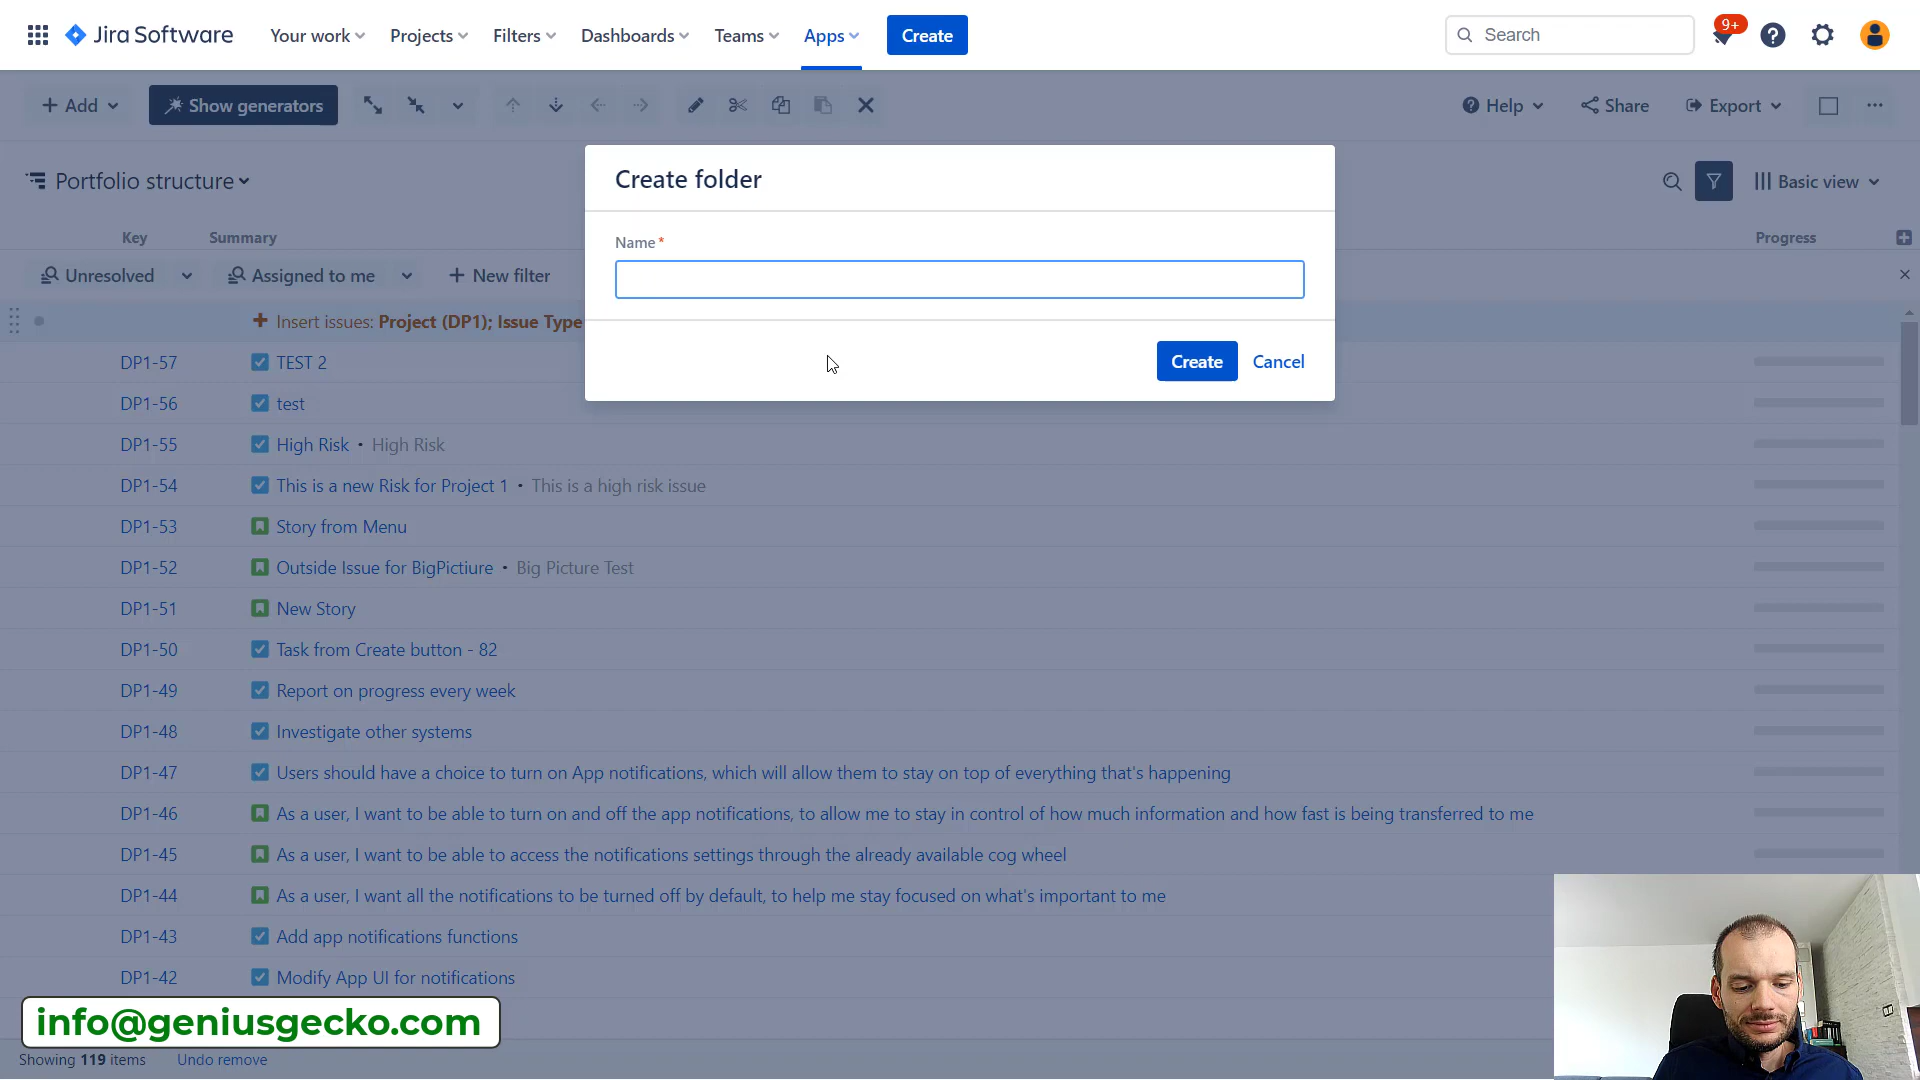 Jira Software
Your work
Projects
Filters
Dashboards
Teams
Apps
Create
Search
9+
Add
Show generators
Help
Share
Export
Portfolio structure
Basic view
Key
Summary
Progress
Unresolved
Assigned to me
New filter
Create folder
Name *
Create
Cancel
Insert issues: Project (DP1); Issue Type
DP1-57 TEST 2
DP1-56 test
DP1-55 High Risk • High Risk
DP1-54 This is a new Risk for Project 1 • This is a high risk issue
DP1-53 Story from Menu
DP1-52 Outside Issue for BigPictiure • Big Picture Test
DP1-51 New Story
DP1-50 Task from Create button - 82
DP1-49 Report on progress every week
DP1-48 Investigate other systems
DP1-47 Users should have a choice to turn on App notifications, which will allow them to stay on top of everything that's happening
DP1-46 As a user, I want to be able to turn on and off the app notifications, to allow me to stay in control of how much information and how fast is being transferred to me
DP1-45 As a user, I want to be able to access the notifications settings through the already available cog wheel
DP1-44 As a user, I want all the notifications to be turned off by default, to help me stay focused on what's important to me
DP1-43 Add app notifications functions
DP1-42 Modify App UI for notifications
info@geniusgecko.com
Showing 119 items
Undo remove